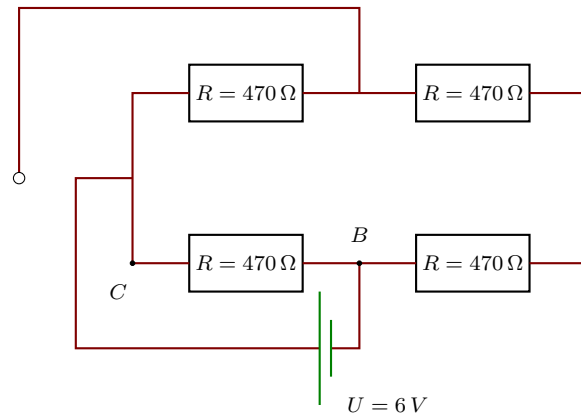 R = 470 Ω R = 470 Ω
B
R = 470 Ω R = 470 Ω
C
U = 6 V